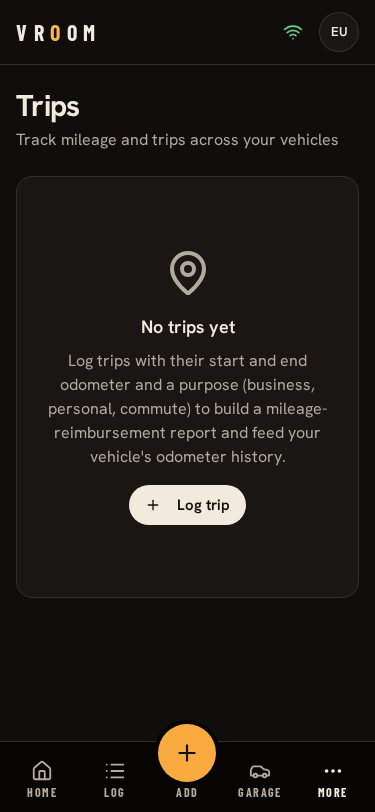 VROOM
EU
Trips
Track mileage and trips across your vehicles
No trips yet
Log trips with their start and end
odometer and a purpose (business,
personal, commute) to build a mileage-
reimbursement report and feed your
vehicle's odometer history.
Log trip
HOME
LOG
ADD
GARAGE
MORE